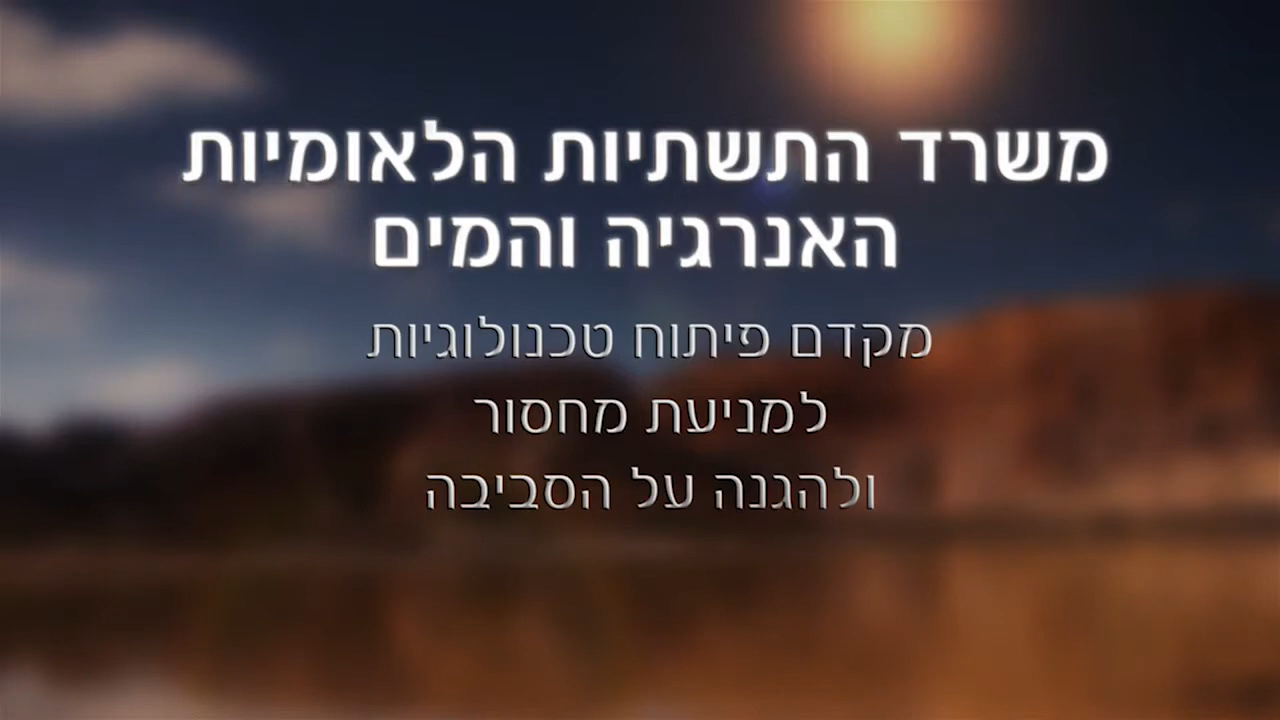 משרד התשתיות הלאומיות
האנרגיה והמים
מקדם פיתוח טכנולוגיות
למניעת מחסור
ולהגנה על הסביבה